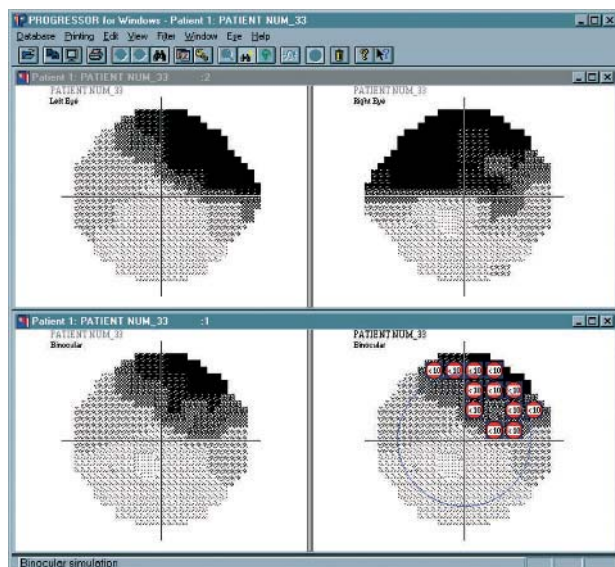 PROGRESSOR for Windows - Patient 1: PATIENT NUM_33
Database Printing Edit View Filter Window Eye Help
Patient 1: PATIENT NUM_33 :2
PATIENT NUM_33
Left Eye
PATIENT NUM_33
Right Eye
Patient 1: PATIENT NUM_33 :1
PATIENT NUM_33
Binocular
PATIENT NUM_33
Binocular
<10 <10 <10 <10
<10 <10 <10
<10 <10 <10
<10 <10
Binocular simulation